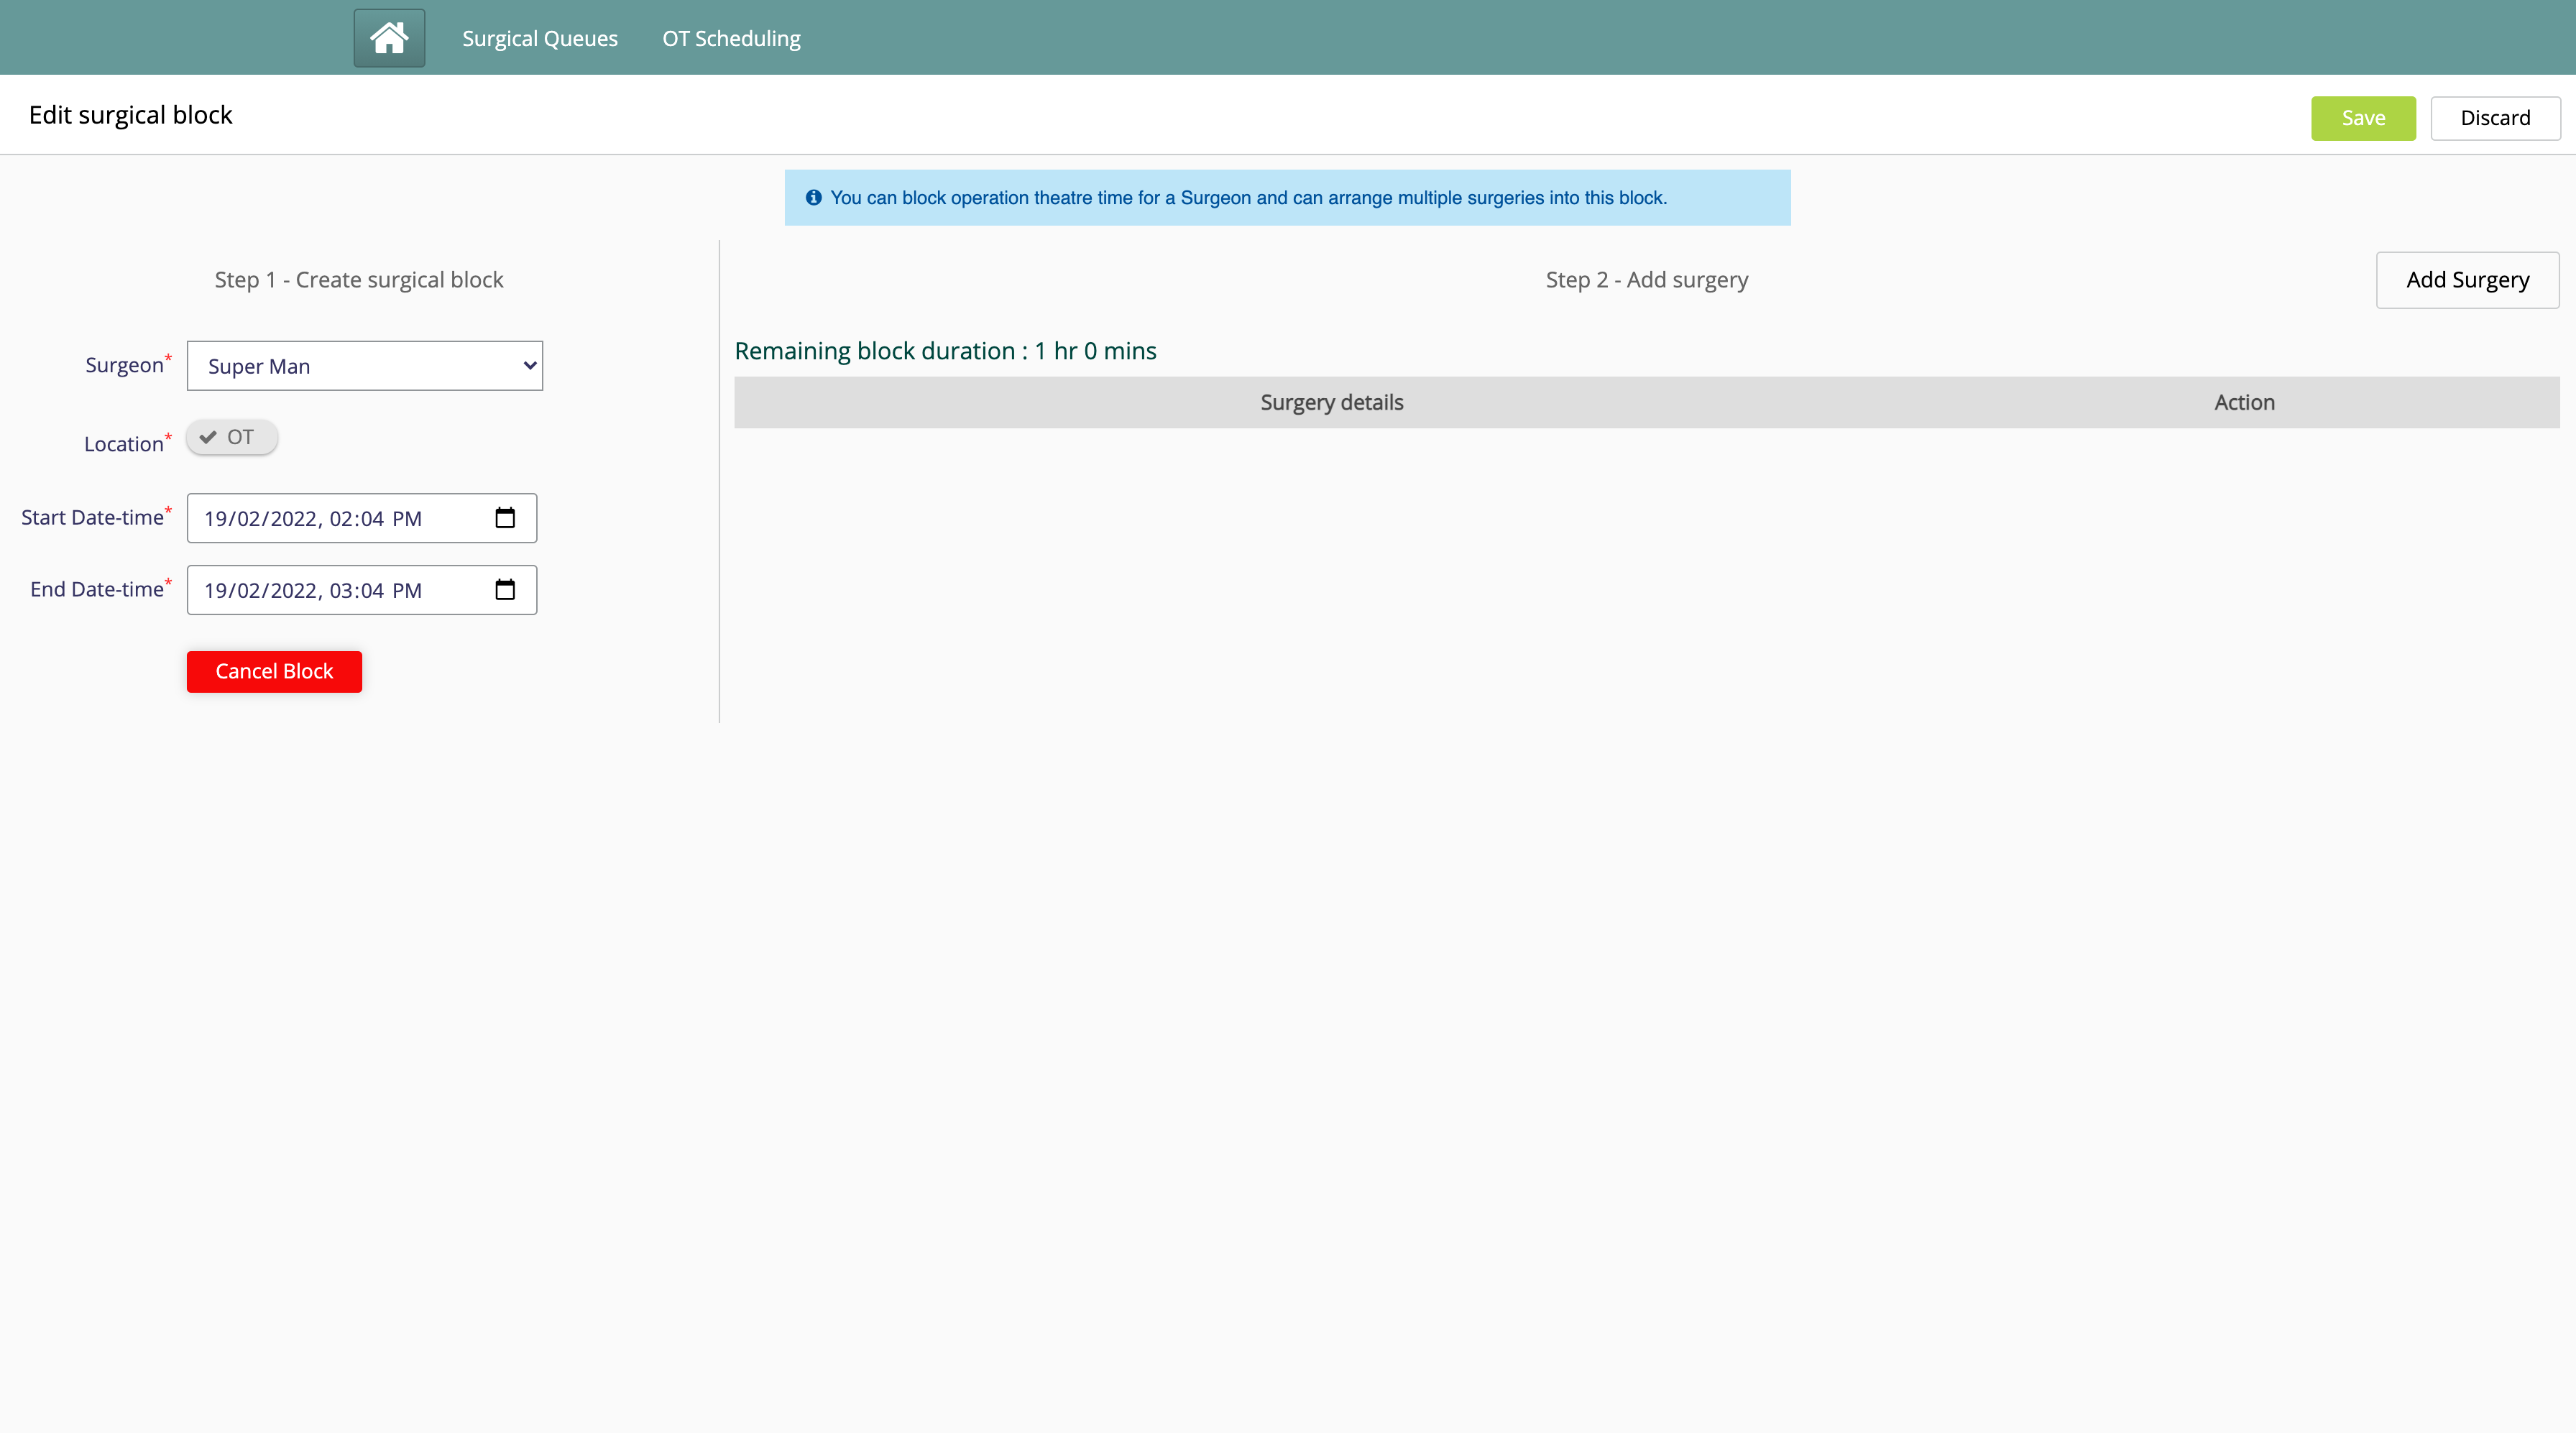 Surgical Queues OT Scheduling
Edit surgical block
Save Discard
You can block operation theatre time for a Surgeon and can arrange multiple surgeries into this block.
Step 1 - Create surgical block
Surgeon* Super Man
Location* OT
Start Date-time* 19/02/2022, 02:04 PM
End Date-time* 19/02/2022, 03:04 PM
Cancel Block
Step 2 - Add surgery
Add Surgery
Remaining block duration : 1 hr 0 mins
Surgery details Action